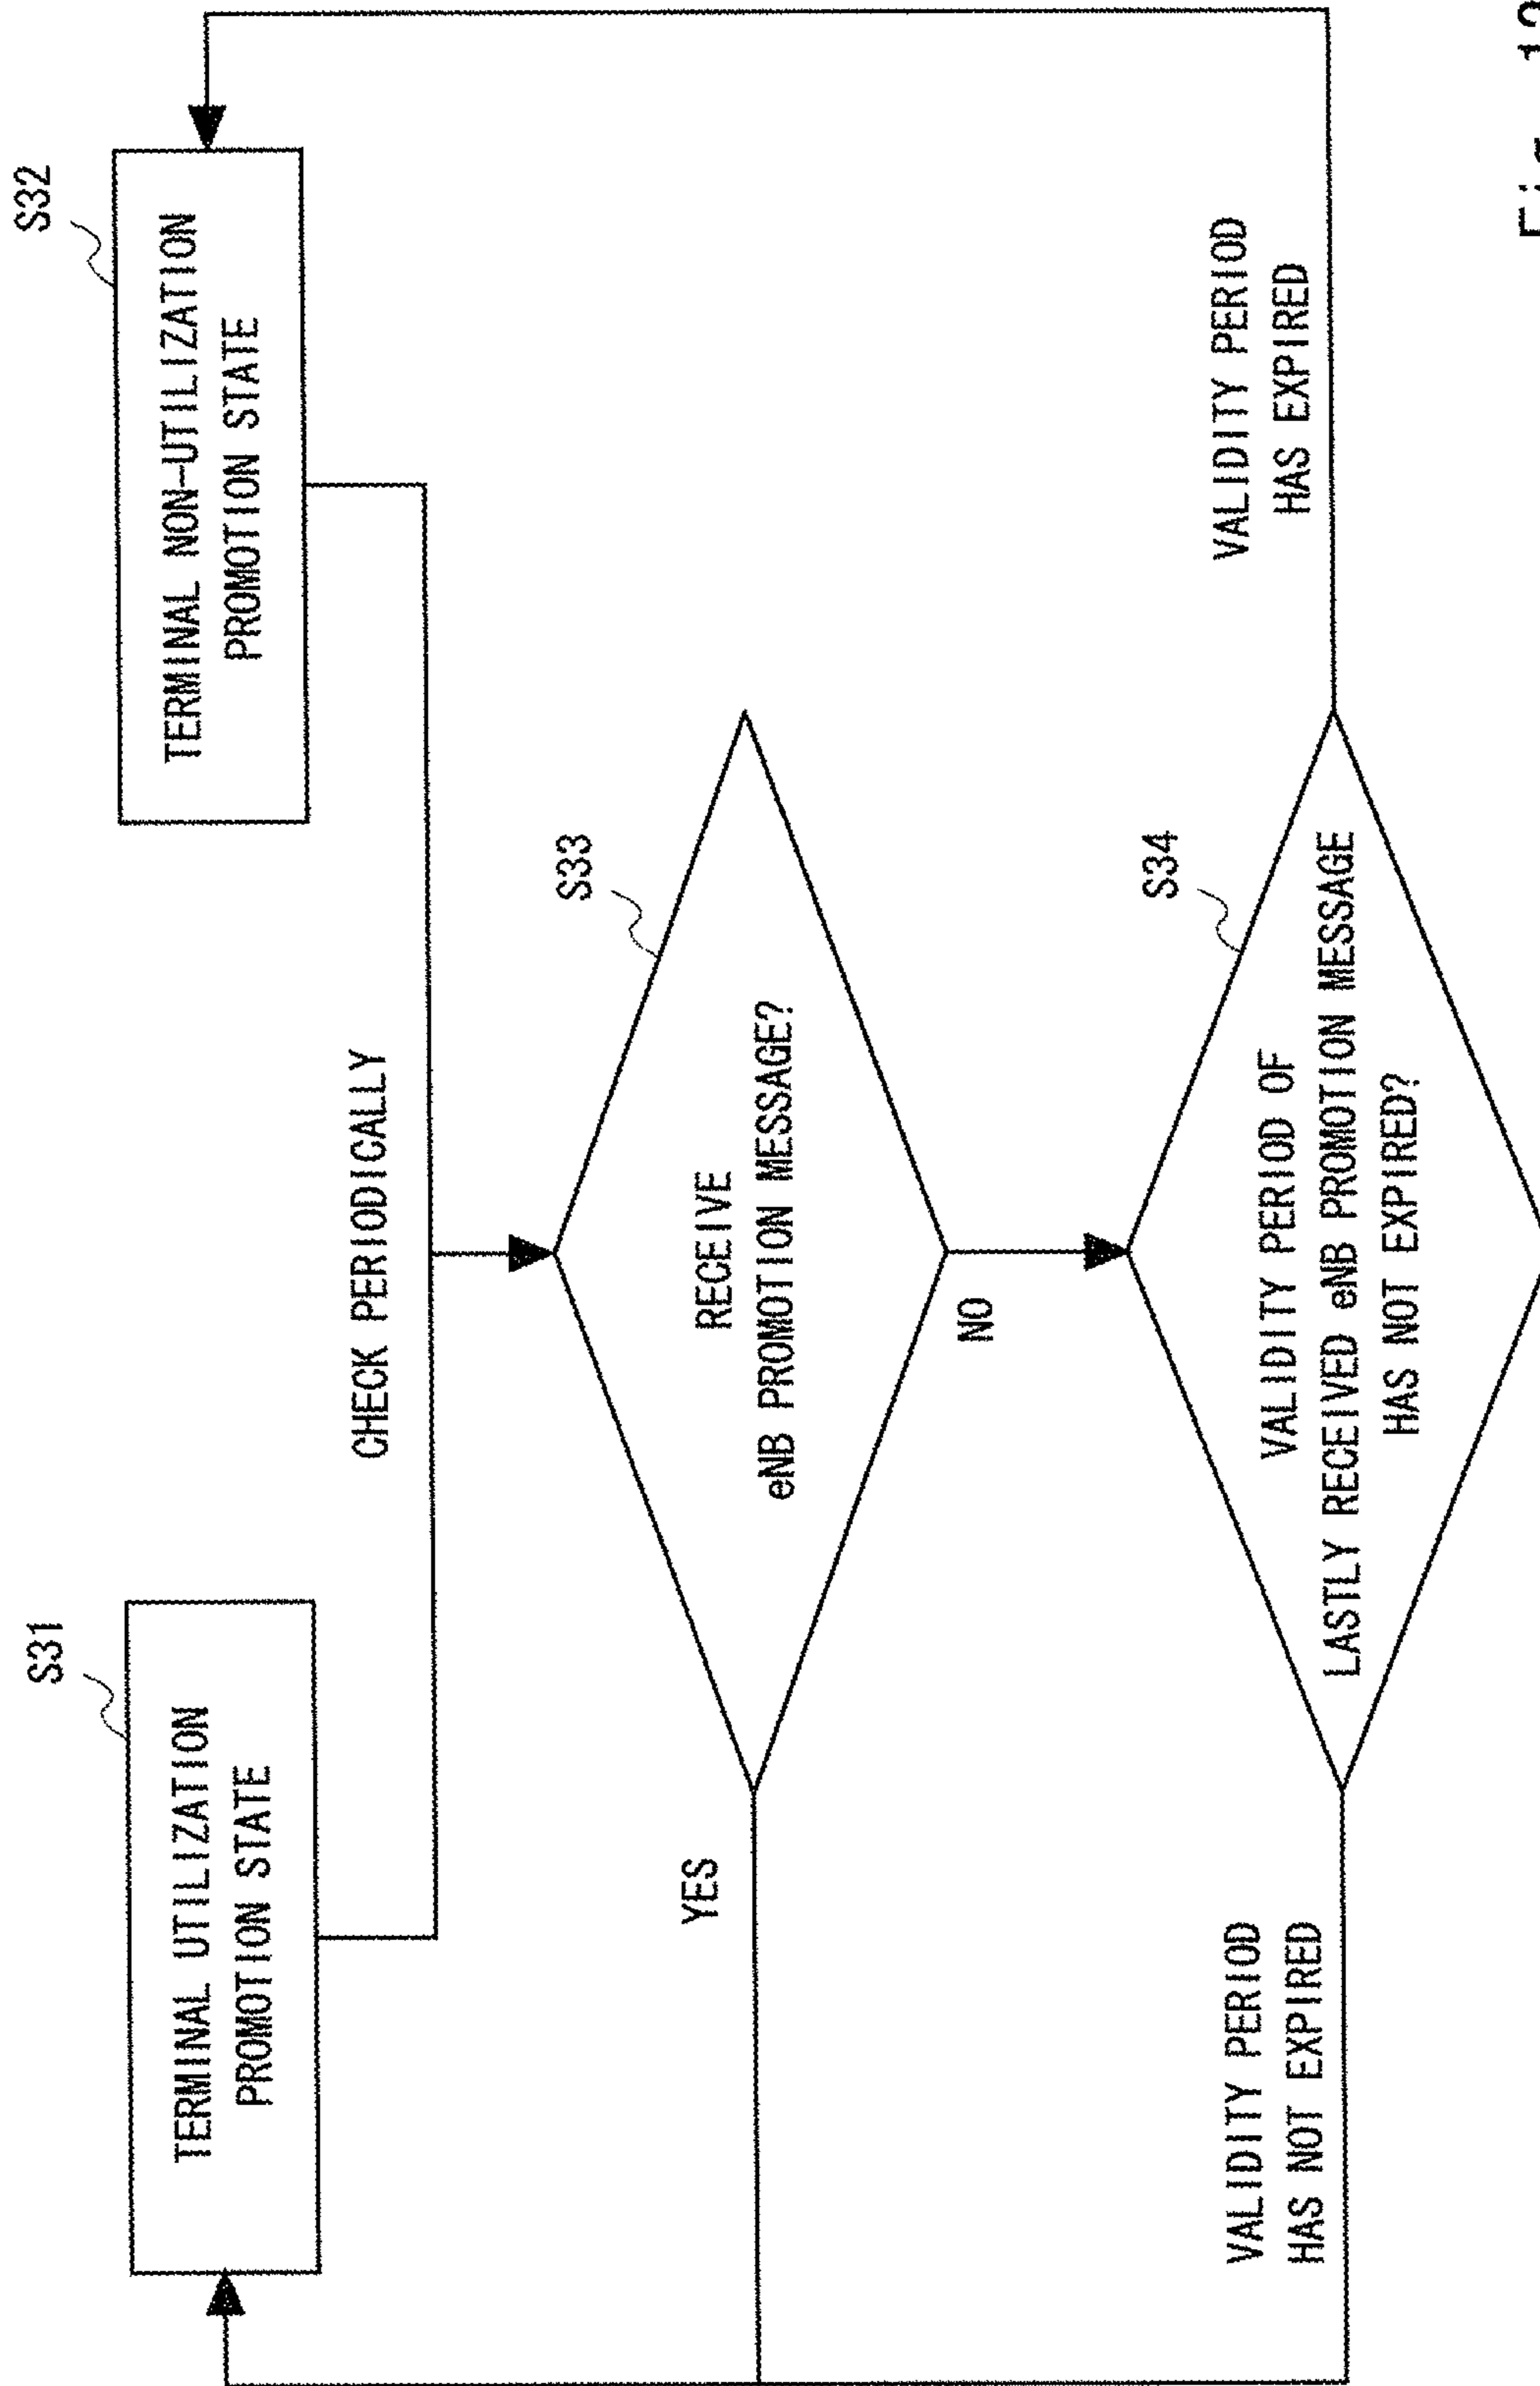 S31
TERMINAL UTILIZATION
PROMOTION STATE
S32
TERMINAL NON-UTILIZATION
PROMOTION STATE
CHECK PERIODICALLY
S33
RECEIVE
eNB PROMOTION MESSAGE?
YES
NO
S34
VALIDITY PERIOD OF
LASTLY RECEIVED eNB PROMOTION MESSAGE
HAS NOT EXPIRED?
VALIDITY PERIOD
HAS NOT EXPIRED
VALIDITY PERIOD
HAS EXPIRED
Fig.